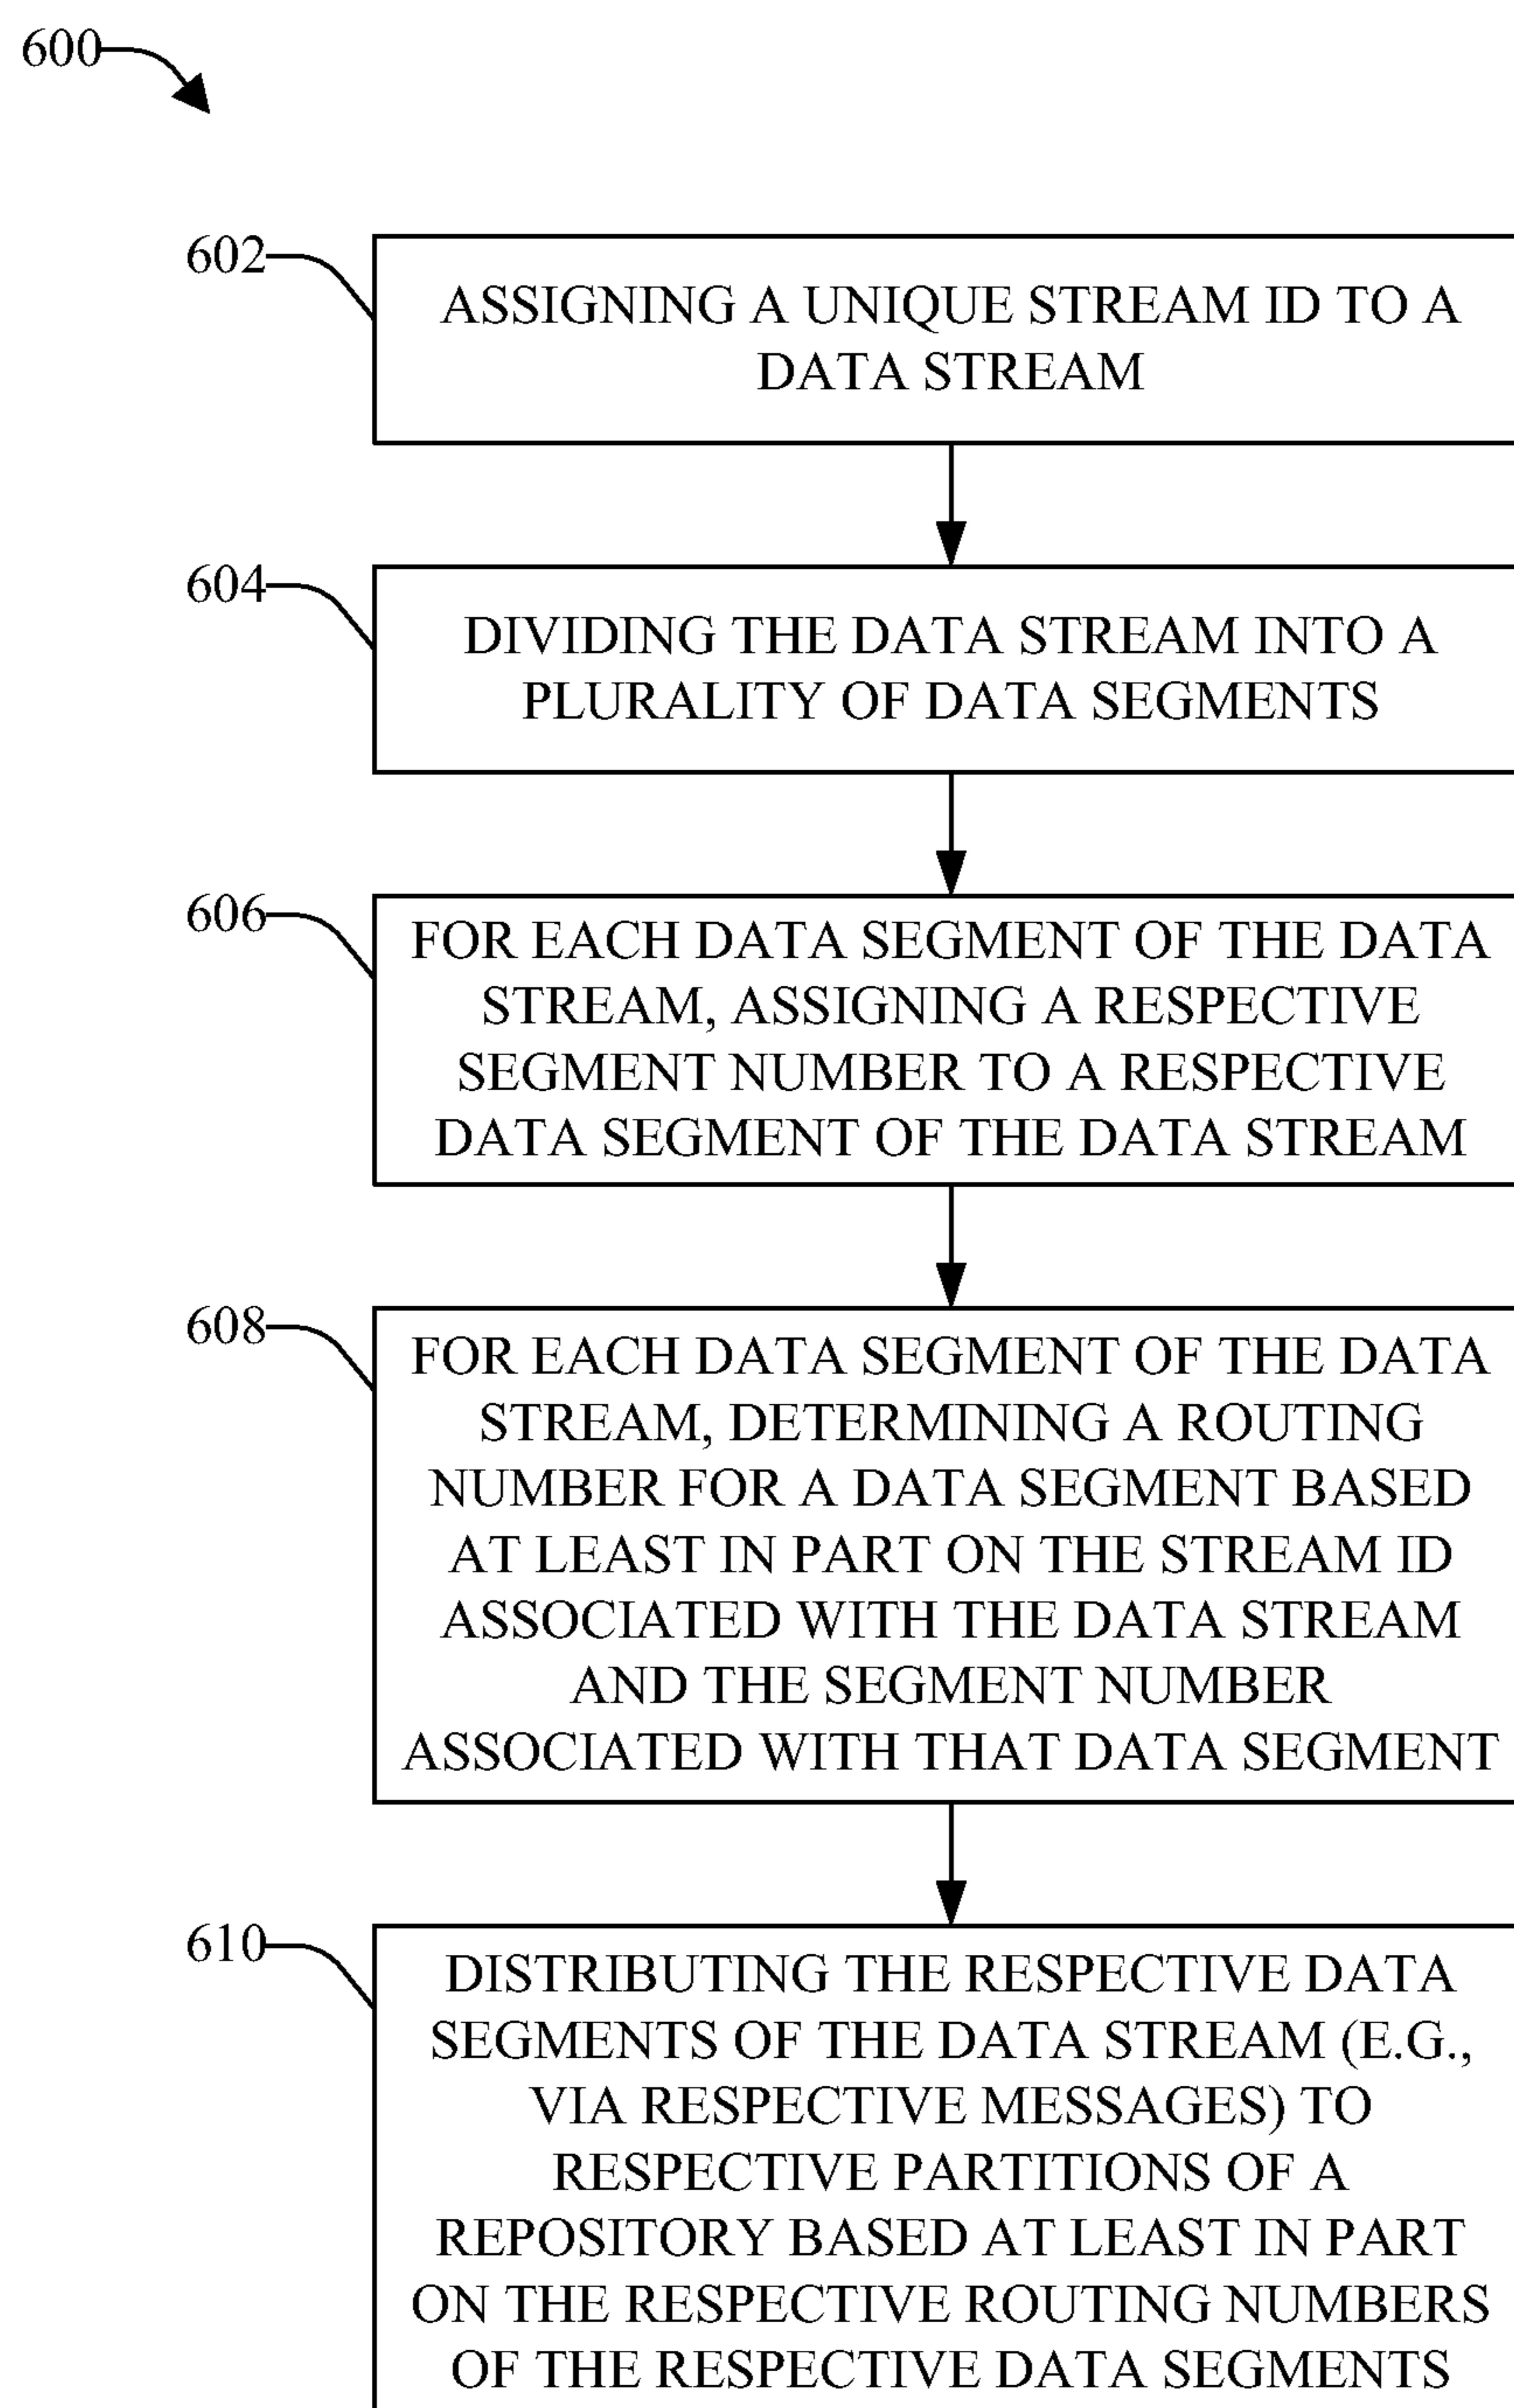 600
602
ASSIGNING A UNIQUE STREAM ID TO A
DATA STREAM
604
DIVIDING THE DATA STREAM INTO A
PLURALITY OF DATA SEGMENTS
606
FOR EACH DATA SEGMENT OF THE DATA
STREAM, ASSIGNING A RESPECTIVE
SEGMENT NUMBER TO A RESPECTIVE
DATA SEGMENT OF THE DATA STREAM
608
FOR EACH DATA SEGMENT OF THE DATA
STREAM, DETERMINING A ROUTING
NUMBER FOR A DATA SEGMENT BASED
AT LEAST IN PART ON THE STREAM ID
ASSOCIATED WITH THE DATA STREAM
AND THE SEGMENT NUMBER
ASSOCIATED WITH THAT DATA SEGMENT
610
DISTRIBUTING THE RESPECTIVE DATA
SEGMENTS OF THE DATA STREAM (E.G.,
VIA RESPECTIVE MESSAGES) TO
RESPECTIVE PARTITIONS OF A
REPOSITORY BASED AT LEAST IN PART
ON THE RESPECTIVE ROUTING NUMBERS
OF THE RESPECTIVE DATA SEGMENTS